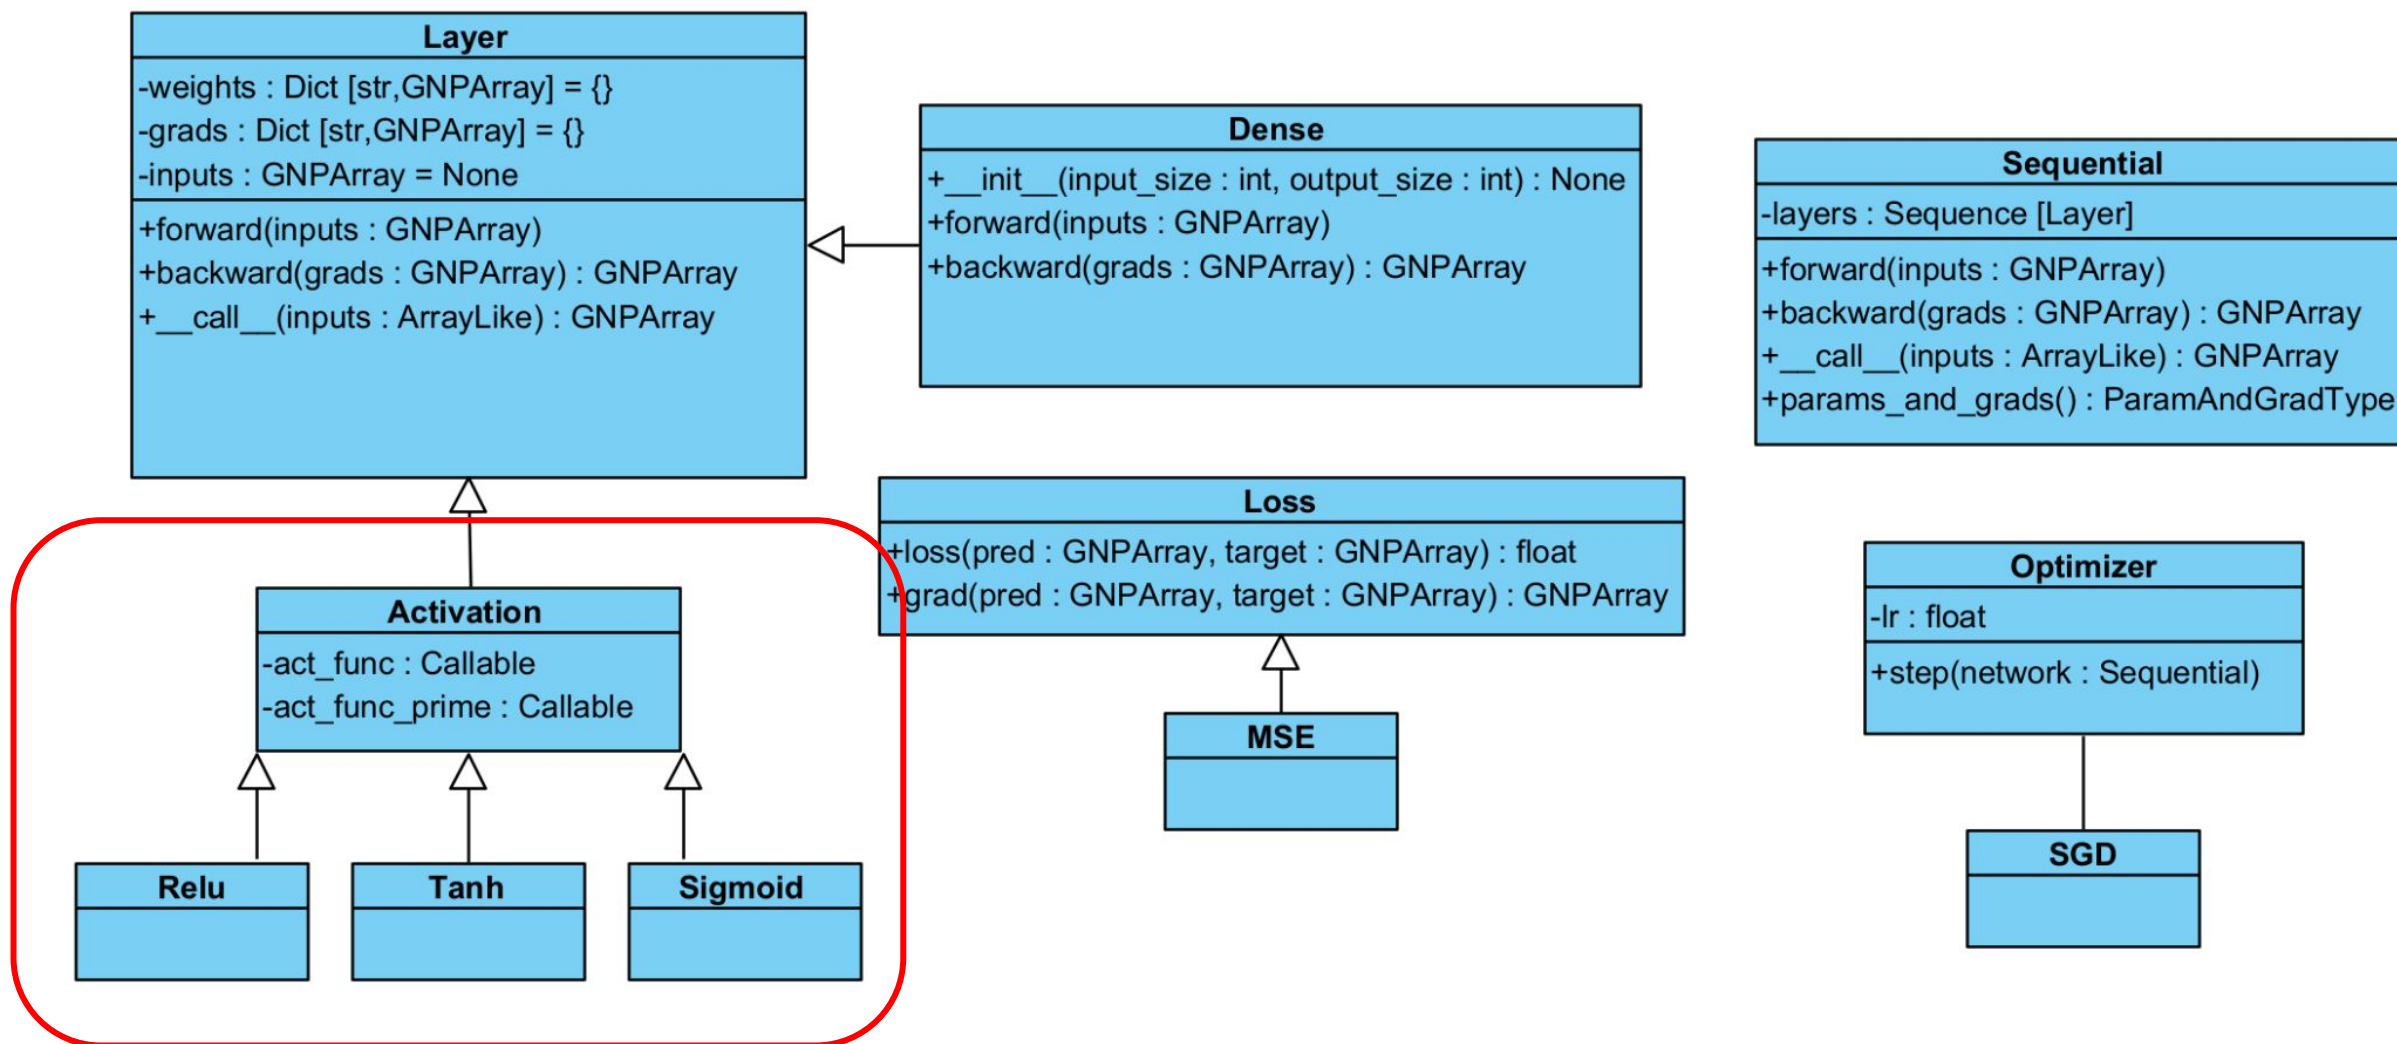 Layer
-weights : Dict [str,GNPArray] = {}
-grads : Dict [str,GNPArray] = {}
-inputs : GNPArray = None
+forward(inputs : GNPArray)
+backward(grads : GNPArray) : GNPArray
+__call__(inputs : ArrayLike) : GNPArray
Dense
+__init__(input_size : int, output_size : int) : None
+forward(inputs : GNPArray)
+backward(grads : GNPArray) : GNPArray
Sequential
-layers : Sequence [Layer]
+forward(inputs : GNPArray)
+backward(grads : GNPArray) : GNPArray
+__call__(inputs : ArrayLike) : GNPArray
+params_and_grads() : ParamAndGradType
Loss
+loss(pred : GNPArray, target : GNPArray) : float
+grad(pred : GNPArray, target : GNPArray) : GNPArray
MSE
Optimizer
-lr : float
+step(network : Sequential)
SGD
Activation
-act_func : Callable
-act_func_prime : Callable
Relu
Tanh
Sigmoid